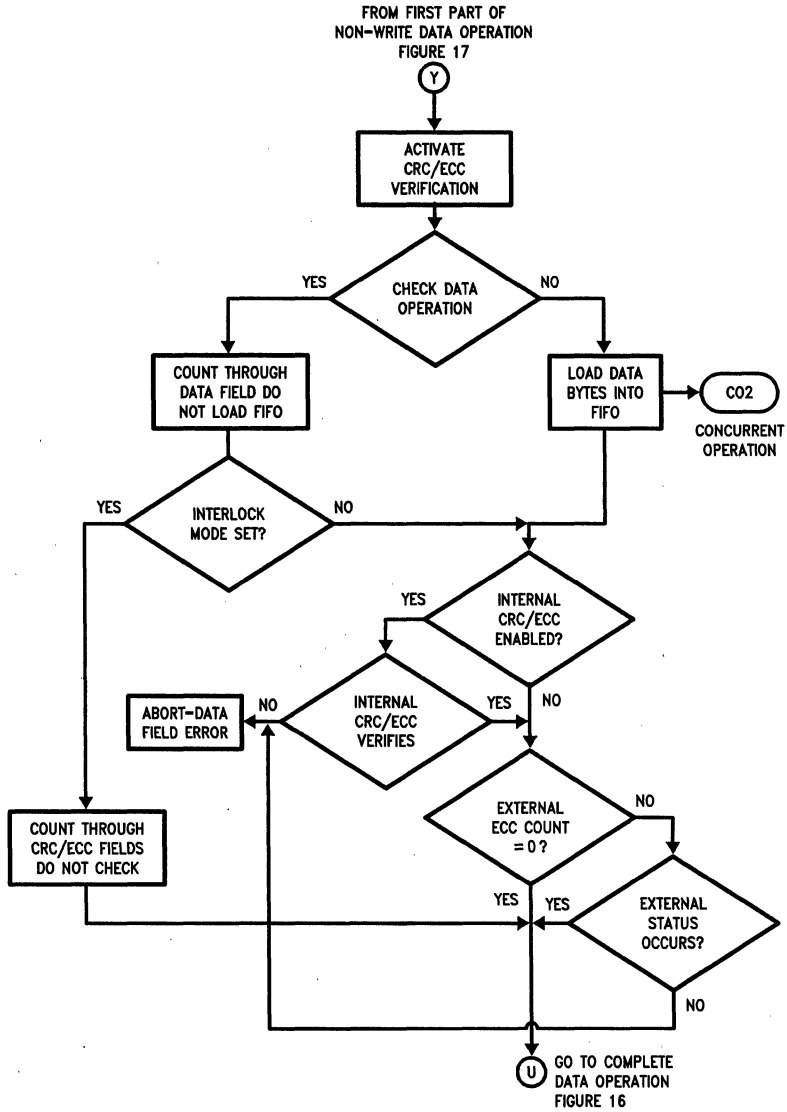 FROM FIRST PART OF
NON-WRITE DATA OPERATION
FIGURE 17
Y
ACTIVATE
CRC/ECC
VERIFICATION
YES
CHECK DATA
OPERATION
NO
COUNT THROUGH
DATA FIELD DO
NOT LOAD FIFO
LOAD DATA
BYTES INTO
FIFO
CO2
CONCURRENT
OPERATION
YES
INTERLOCK
MODE SET?
NO
YES
INTERNAL
CRC/ECC
ENABLED?
NO
ABORT-DATA
FIELD ERROR
NO
INTERNAL
CRC/ECC
VERIFIES
YES
EXTERNAL
ECC COUNT
=0?
NO
COUNT THROUGH
CRC/ECC FIELDS
DO NOT CHECK
YES
YES
EXTERNAL
STATUS
OCCURS?
NO
U
GO TO COMPLETE
DATA OPERATION
FIGURE 16